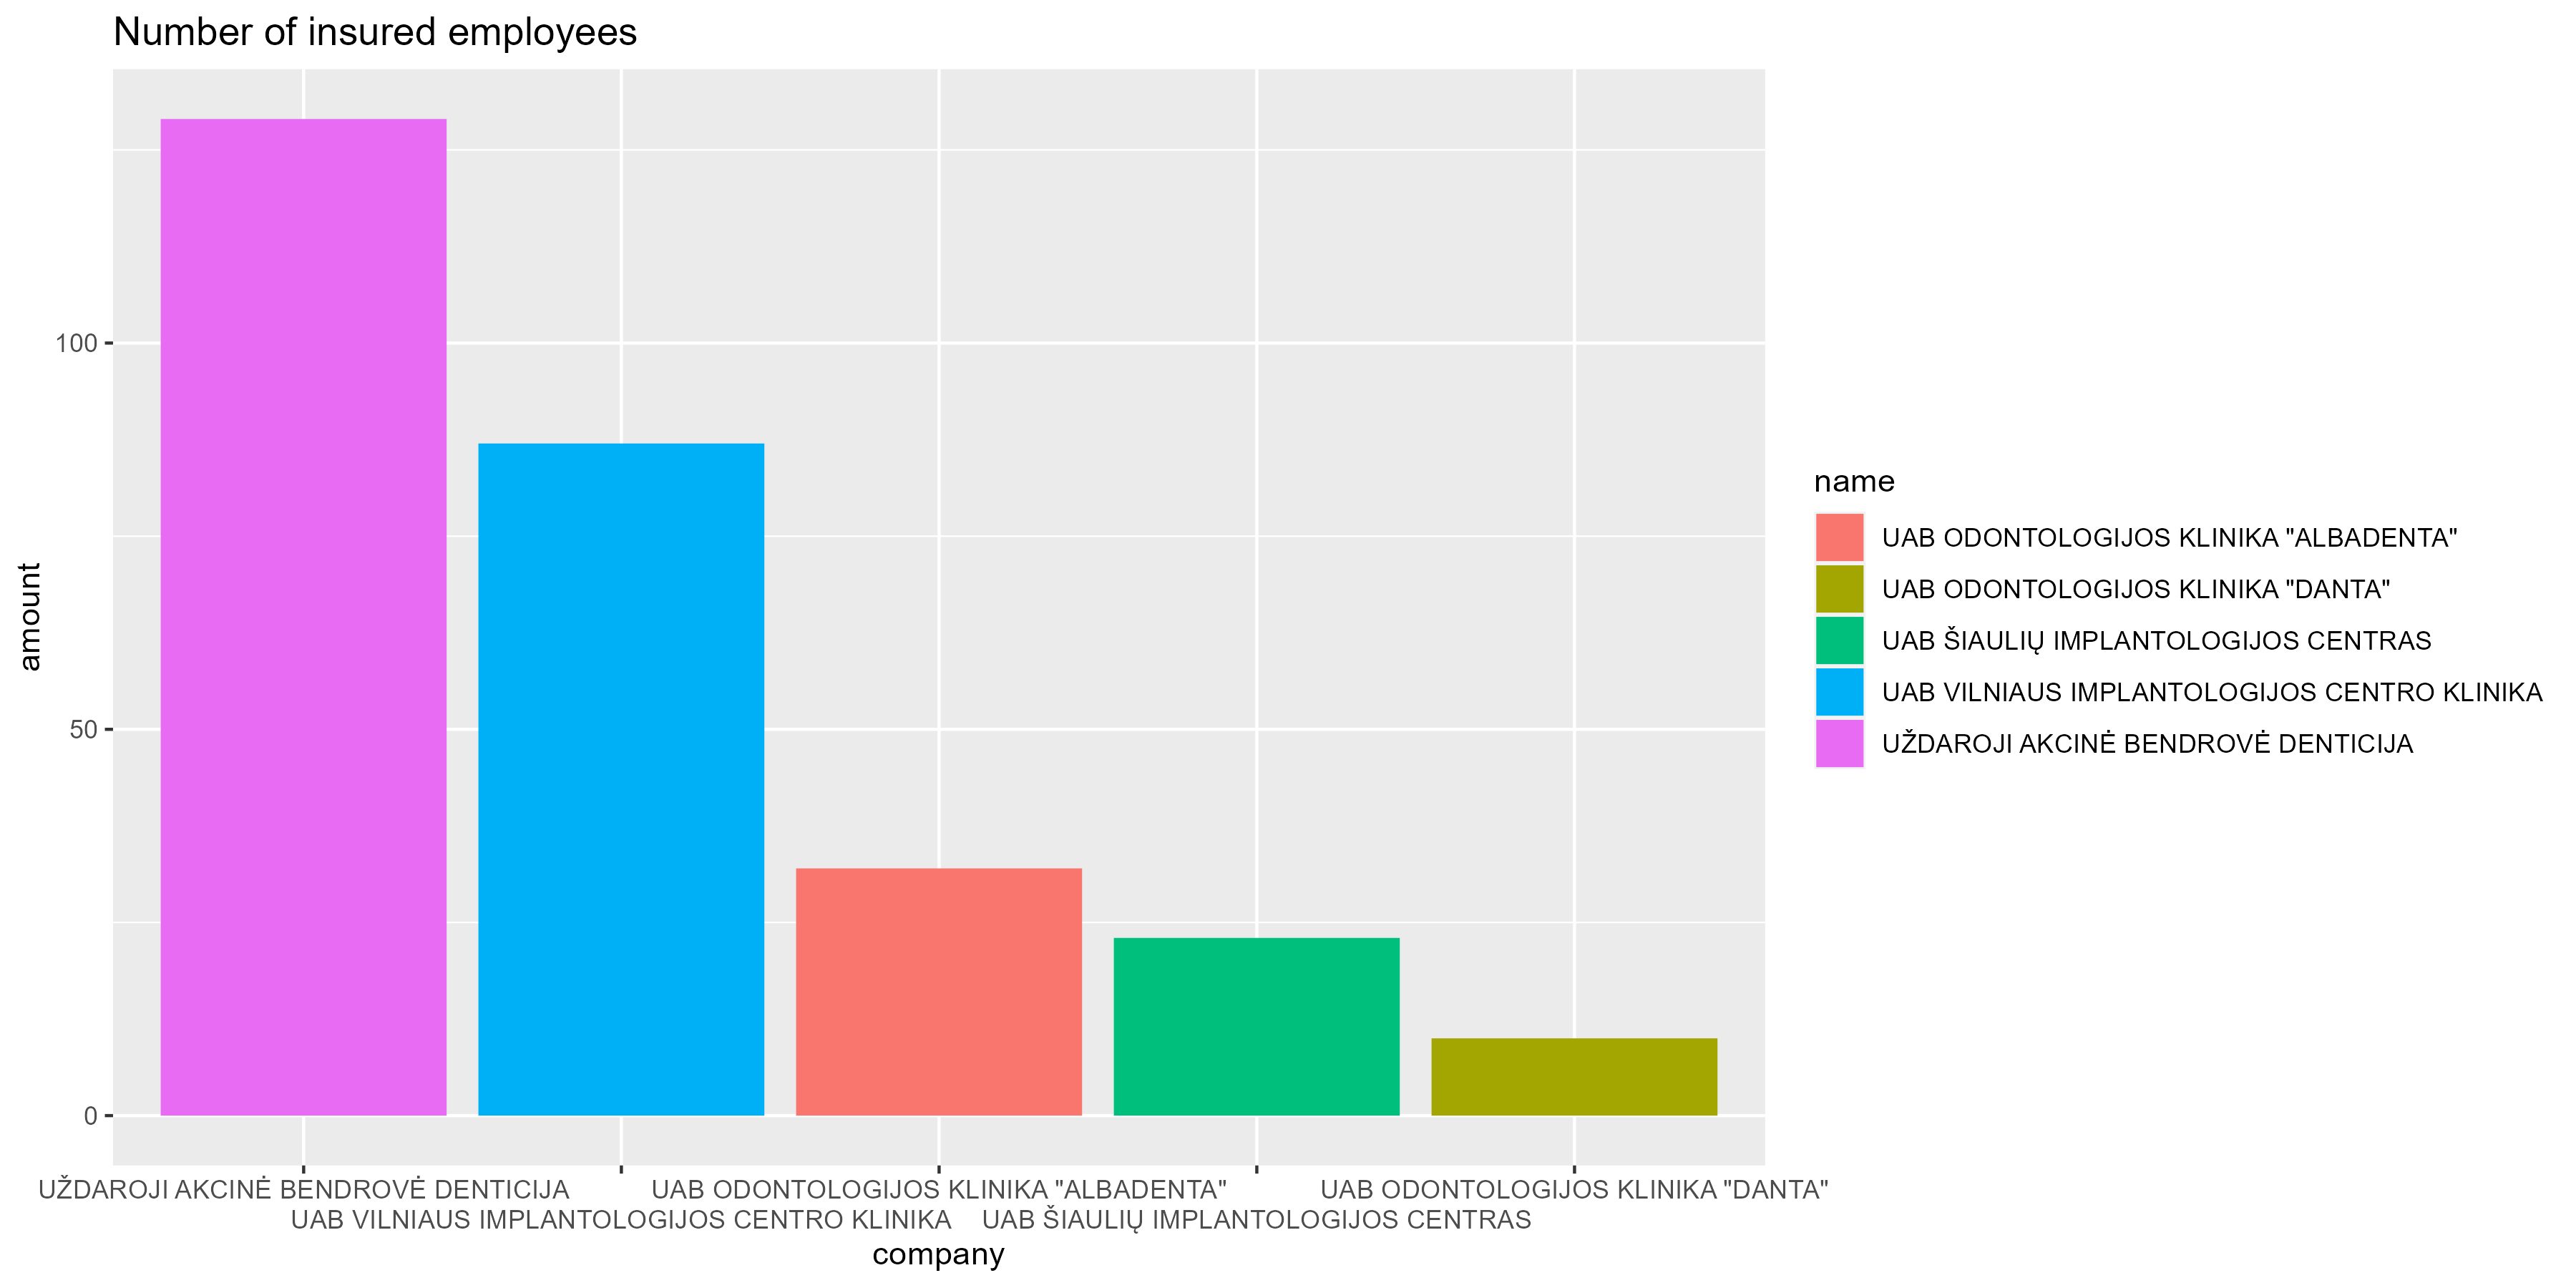 Number of insured employees
amount
100
50
0
UŽDAROJI AKCINĖ BENDROVĖ DENTICIJA
UAB VILNIAUS IMPLANTOLOGIJOS CENTRO KLINIKA
UAB ODONTOLOGIJOS KLINIKA "ALBADENTA"
UAB ŠIAULIŲ IMPLANTOLOGIJOS CENTRAS
UAB ODONTOLOGIJOS KLINIKA "DANTA"
company
name
UAB ODONTOLOGIJOS KLINIKA "ALBADENTA"
UAB ODONTOLOGIJOS KLINIKA "DANTA"
UAB ŠIAULIŲ IMPLANTOLOGIJOS CENTRAS
UAB VILNIAUS IMPLANTOLOGIJOS CENTRO KLINIKA
UŽDAROJI AKCINĖ BENDROVĖ DENTICIJA